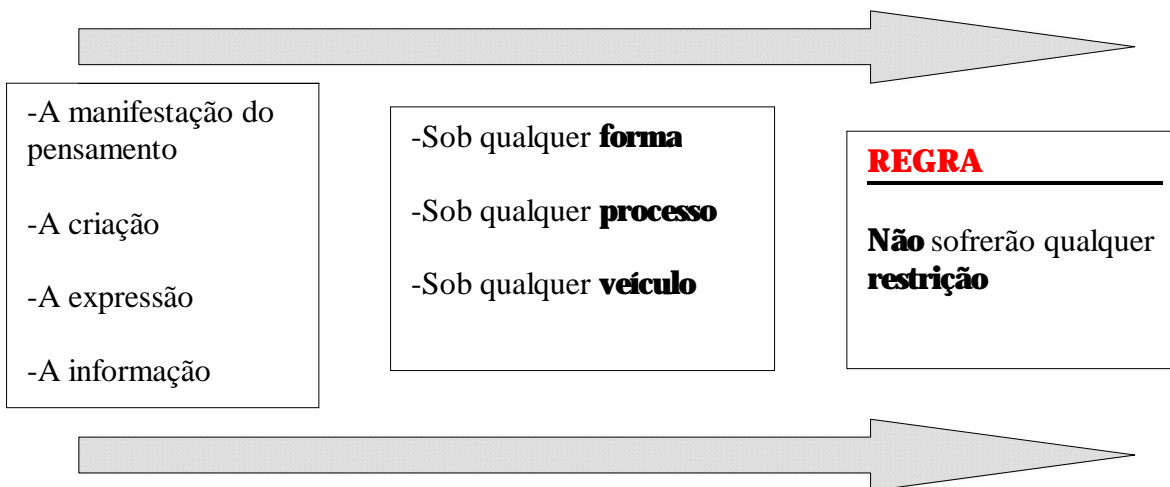 -A manifestação do
pensamento
-A criação
-A expressão
-A informação
-Sob qualquer forma
-Sob qualquer processo
-Sob qualquer veículo
REGRA
Não sofrerão qualquer
restrição